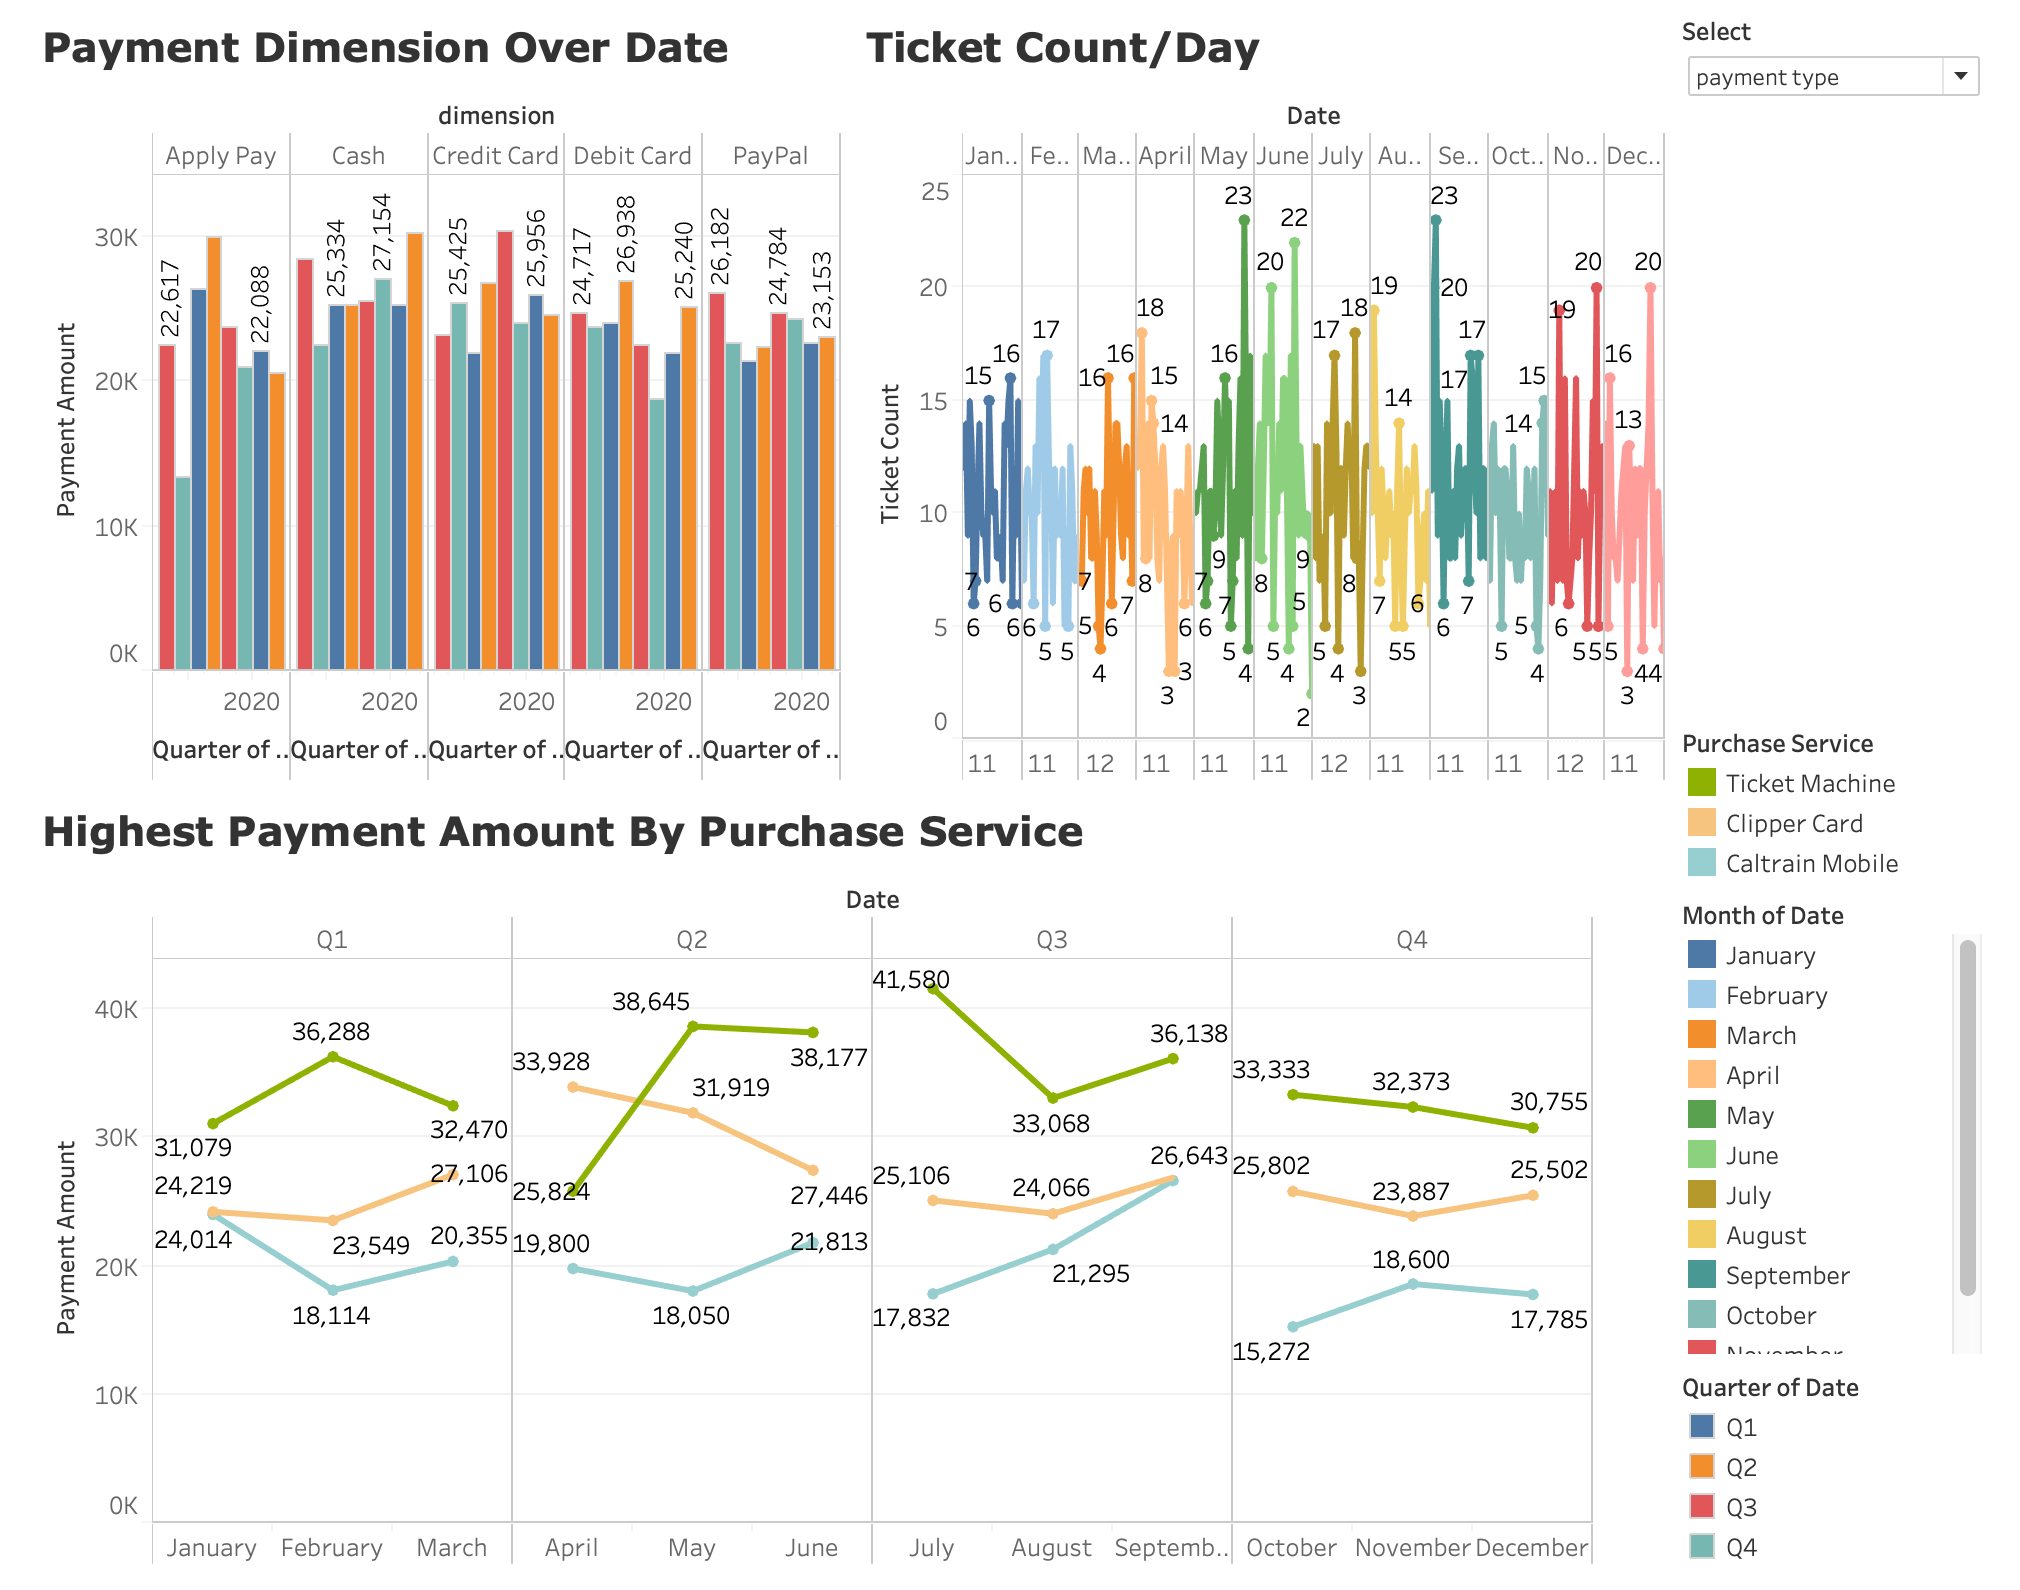 Payment Dimension Over Date
dimension
Apply Pay Cash Credit Card Debit Card PayPal
Payment Amount
30K
20K
10K
0K
22,617
22,088
25,334
27,154
25,425
25,956
24,717
26,938
25,240
26,182
24,784
23,153
2020 2020 2020 2020 2020
Quarter of .. Quarter of .. Quarter of .. Quarter of .. Quarter of ..
Ticket Count/Day
Date
Jan.. Fe.. Ma.. April May June July Au.. Se.. Oct.. No.. Dec..
Ticket Count
25
20
15
10
5
0
23 23
22
20 20 20 20
19 19
18 18
17 17 17
16 16 16 16
15 15 15
16 17
14 14 14 13
9 9
7 7 8 7 8 8 7 6 7
6 7 7 5
6 6 6 5 6 6 7 5 5 6 5 6
5 5 5 5 5 55 5 55 5
4 3 4 4 4 44
3 3 3
2
11 11 12 11 11 11 12 11 11 11 12 11
Select
payment type
Highest Payment Amount By Purchase Service
Date
Q1 Q2 Q3 Q4
Payment Amount
40K
30K
20K
10K
0K
41,580
38,645
36,288 36,138
33,928 38,177
33,333
31,919 32,373
30,755
32,470 33,068
31,079
26,643
24,219 27,106 25,106 25,802 25,502
25,824 27,446 24,066 23,887
24,014 23,549 20,355 19,800 21,813
18,600
21,295
18,114 18,050 17,832 17,785
15,272
January February March April May June July August Septemb.. October November December
Purchase Service
Ticket Machine
Clipper Card
Caltrain Mobile
Month of Date
January
February
March
April
May
June
July
August
September
October
November
Quarter of Date
Q1
Q2
Q3
Q4